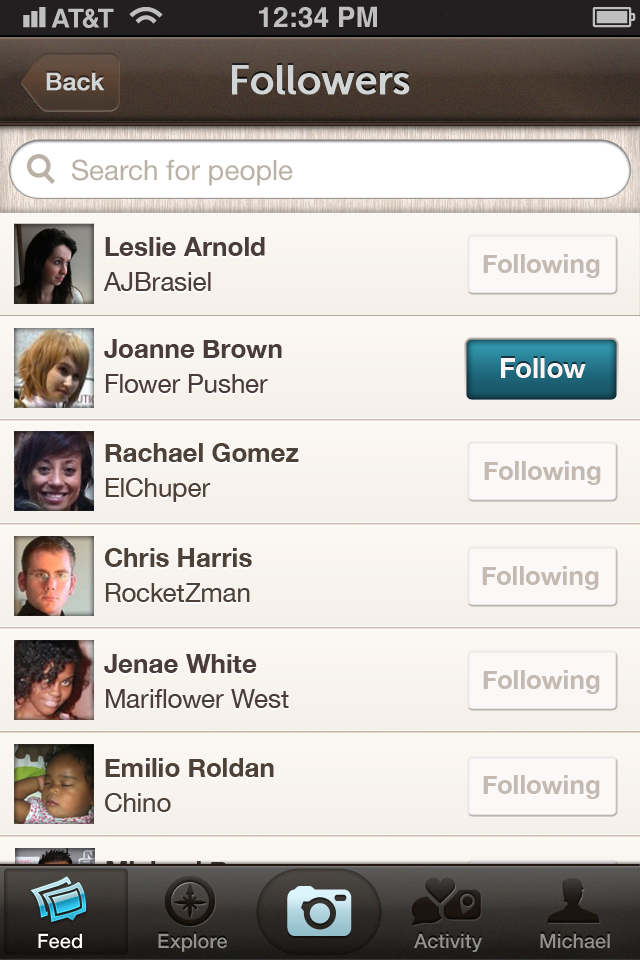 AT&T 12:34 PM
Back Followers
Search for people
Leslie Arnold
AJBrasiel
Following
Joanne Brown
Flower Pusher
Follow
Rachael Gomez
ElChuper
Following
Chris Harris
RocketZman
Following
Jenae White
Mariflower West
Following
Emilio Roldan
Chino
Following
Feed Explore Activity Michael